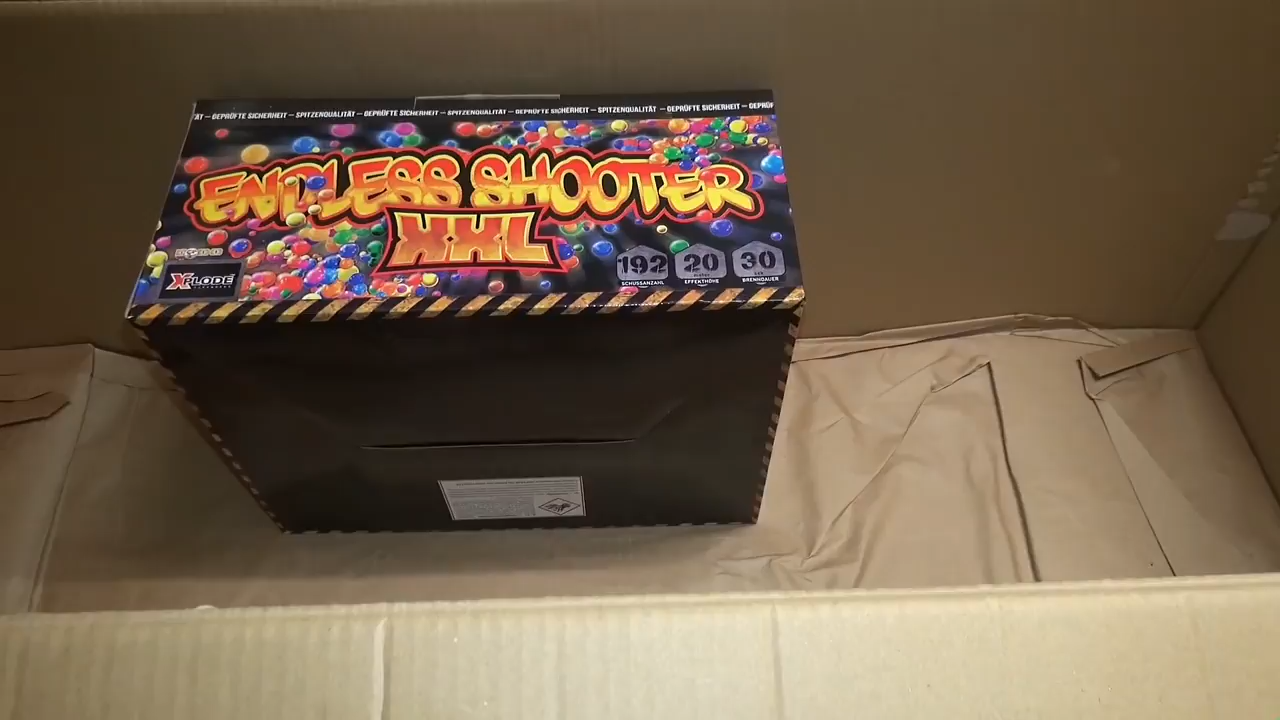 ÄT – GEPRÜFTE SICHERHEIT – SPITZENQUALITÄT – GEPRÜFTE SICHERHEIT – SPITZENQUALITÄT – GEPRÜFTE SICHERHEIT – SPITZENQUALITÄT – GEPRÜFTE SICHERHEIT – GEPRÜF
ENDLESS SHOOTER
XXL
XPLODE
192 20 30
SCHUSSANZAHL EFFEKTHÖHE BRENNDAUER